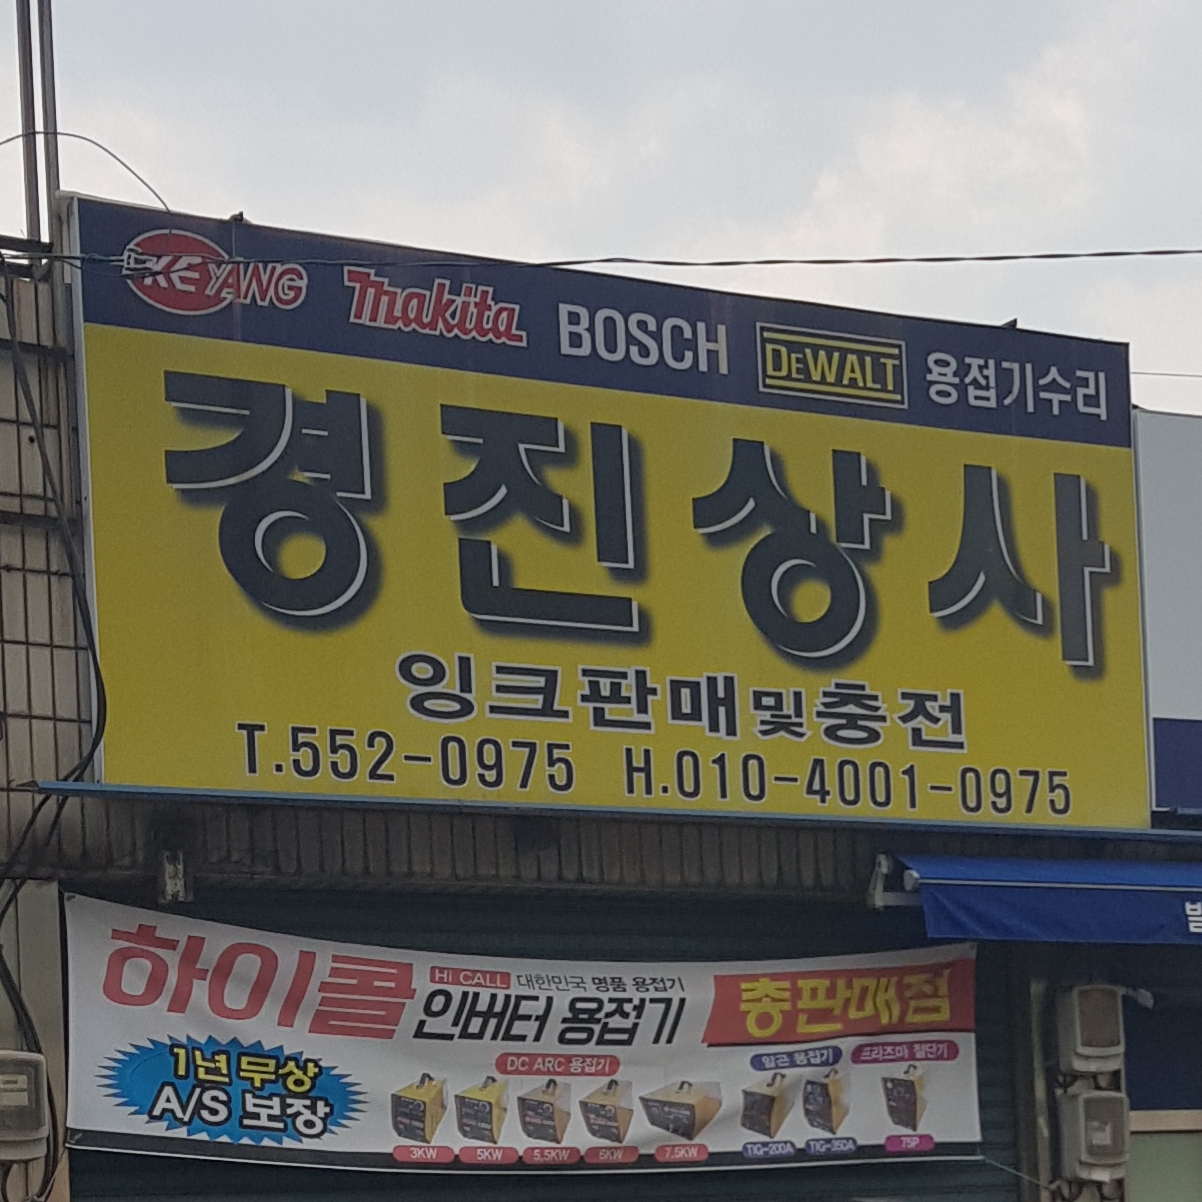 KEYANG makita BOSCH DEWALT 용접기수리
경진상사
잉크판매및충전
T.552-0975 H.010-4001-0975
하이콜 HI CALL 대한민국 명품 용접기
인버터 용접기 총판매점
1년 무상
A/S 보장
DC ARC 용접기 알곤 용접기 프라즈마 절단기
3KW 5KW 5.5KW 6KW 7.5KW TIG-200A TIG-350A 75P